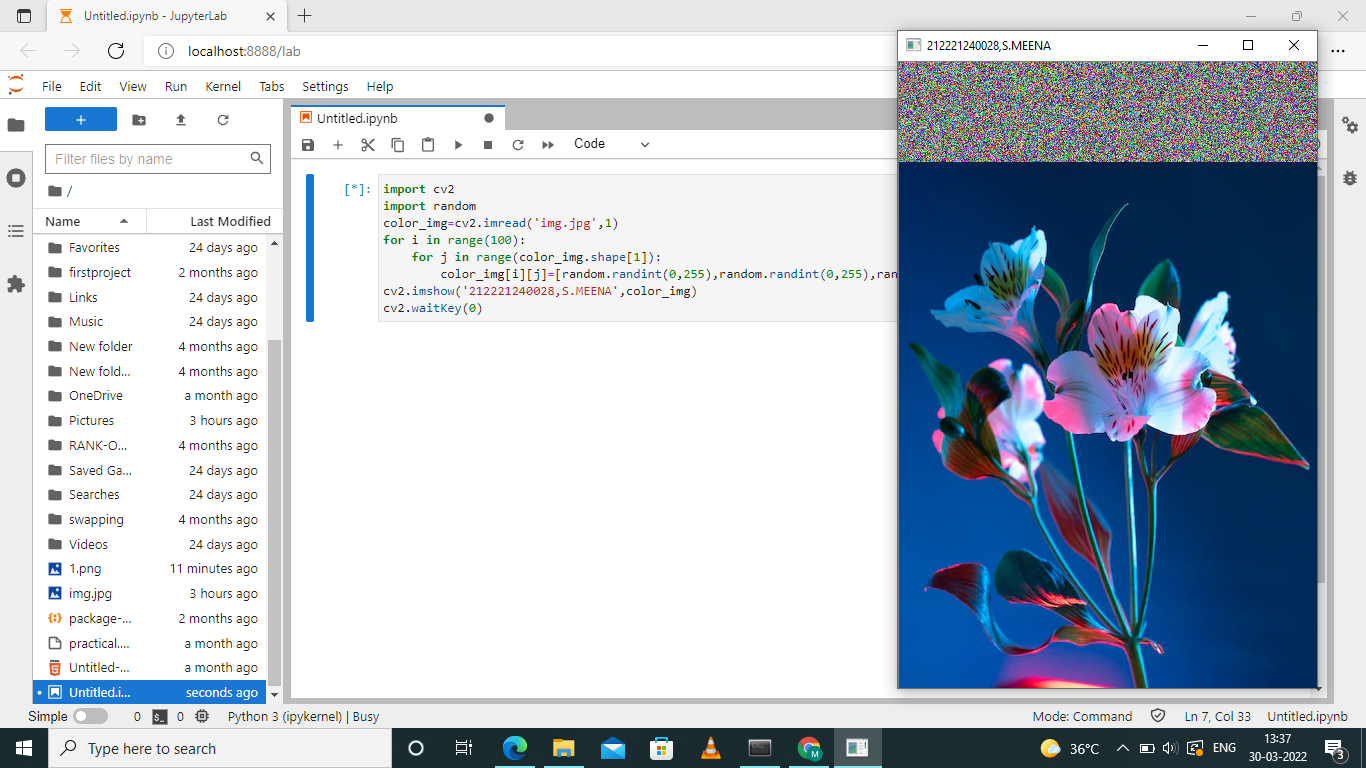 Untitled.ipynb - JupyterLab
localhost:8888/lab
212221240028,S.MEENA
File Edit View Run Kernel Tabs Settings Help
Untitled.ipynb
Code
Filter files by name
/
Name Last Modified
Favorites 24 days ago
firstproject 2 months ago
Links 24 days ago
Music 24 days ago
New folder 4 months ago
New fold... 4 months ago
OneDrive a month ago
Pictures 3 hours ago
RANK-O... 4 months ago
Saved Ga... 24 days ago
Searches 24 days ago
swapping 4 months ago
Videos 24 days ago
1.png 11 minutes ago
img.jpg 3 hours ago
package-... 2 months ago
practical.... a month ago
Untitled-... a month ago
Untitled.i... seconds ago
[*]:
import cv2
import random
color_img=cv2.imread('img.jpg',1)
for i in range(100):
    for j in range(color_img.shape[1]):
        color_img[i][j]=[random.randint(0,255),random.randint(0,255),ran
cv2.imshow('212221240028,S.MEENA',color_img)
cv2.waitKey(0)
Simple 0 0 Python 3 (ipykernel) | Busy Mode: Command Ln 7, Col 33 Untitled.ipynb
Type here to search
36°C ENG
13:37
30-03-2022
3